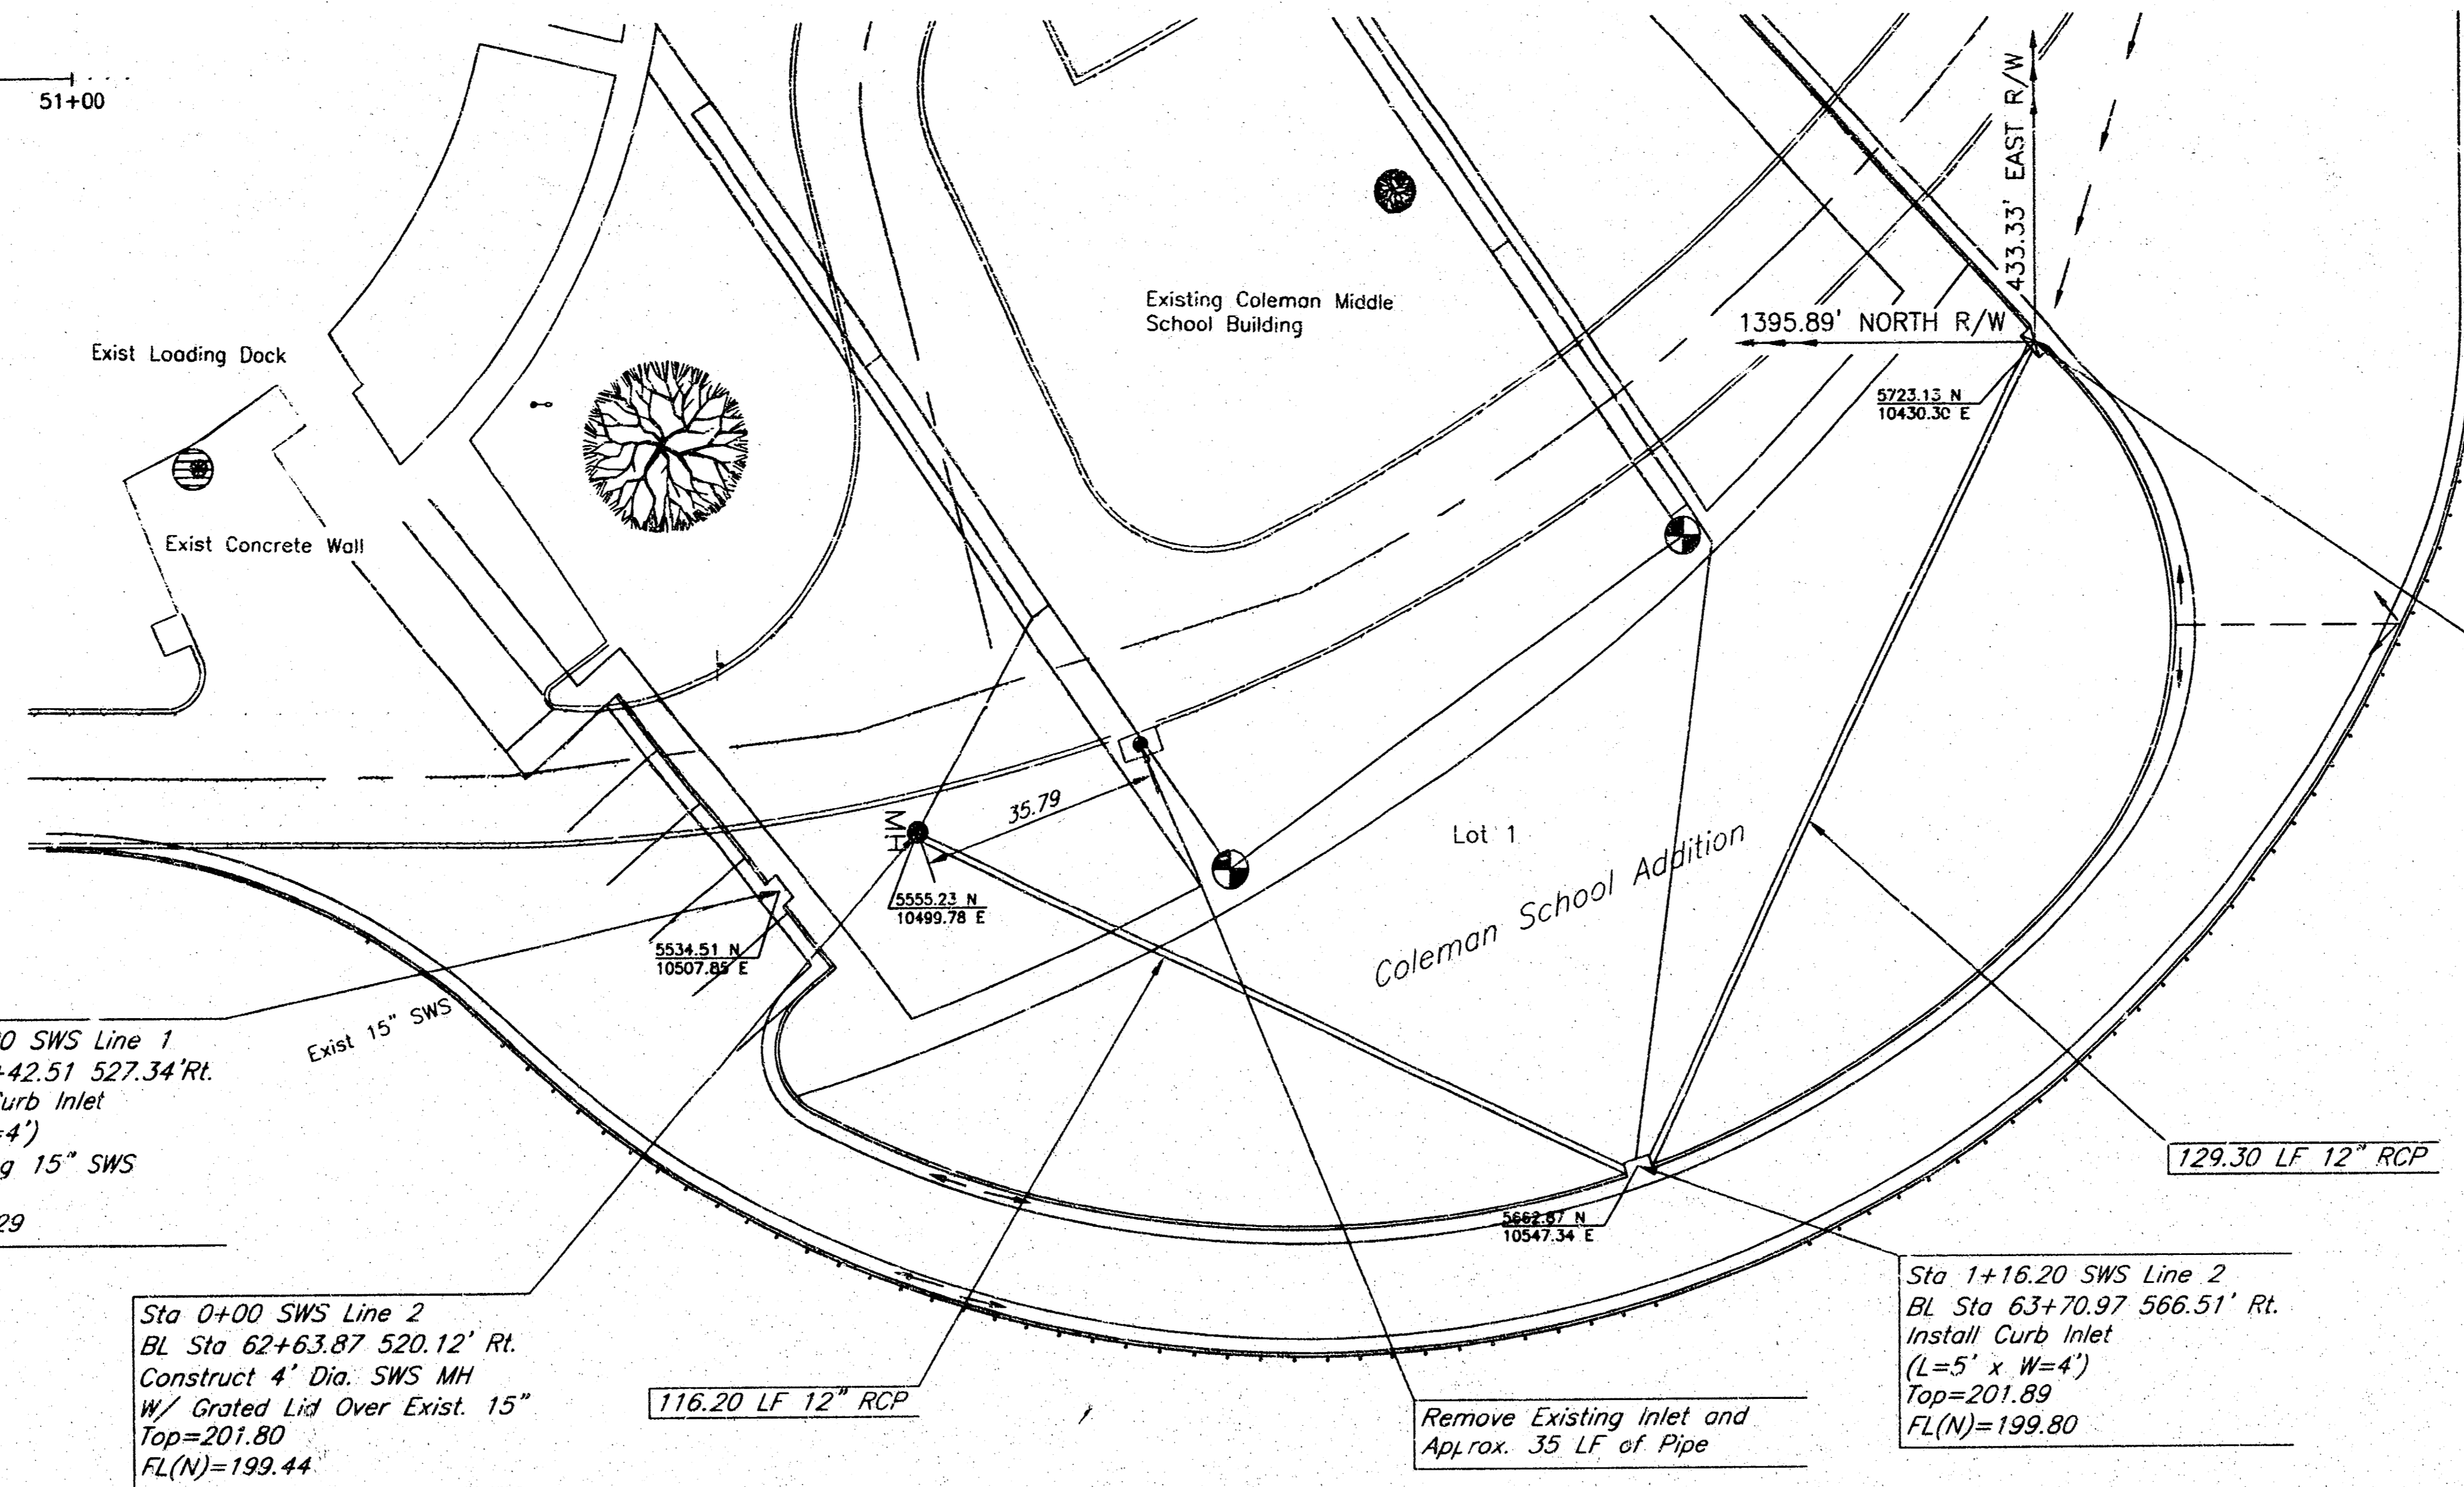 51+00
Exist Loading Dock
Exist Concrete Wall
Existing Coleman Middle
School Building
433.33' EAST R/W
1395.89' NORTH R/W
5723.13 N
10430.30 E
35.79
MH
5555.23 N
10499.78 E
5534.51 N
10507.85 E
Lot 1
Coleman School Addition
Exist 15" SWS
0 SWS Line 1
+42.51 527.34'Rt.
Curb Inlet
=4')
g 15" SWS
29
5662.87 N
10547.34 E
129.30 LF 12" RCP
Sta 0+00 SWS Line 2
BL Sta 62+63.87 520.12' Rt.
Construct 4' Dia. SWS MH
W/ Grated Lid Over Exist. 15"
Top=201.80
FL(N)=199.44
116.20 LF 12" RCP
Remove Existing Inlet and
Approx. 35 LF of Pipe
Sta 1+16.20 SWS Line 2
BL Sta 63+70.97 566.51' Rt.
Install Curb Inlet
(L=5' x W=4')
Top=201.89
FL(N)=199.80